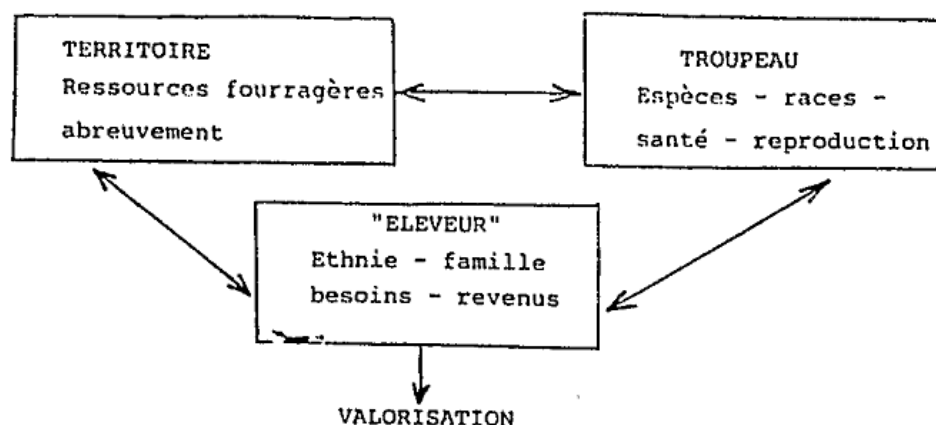 TERRITOIRE
Ressources fourragères
abreuvement
TROUPEAU
Espèces - races -
santé - reproduction
"ELEVEUR"
Ethnie - famille
besoins - revenus
VALORISATION